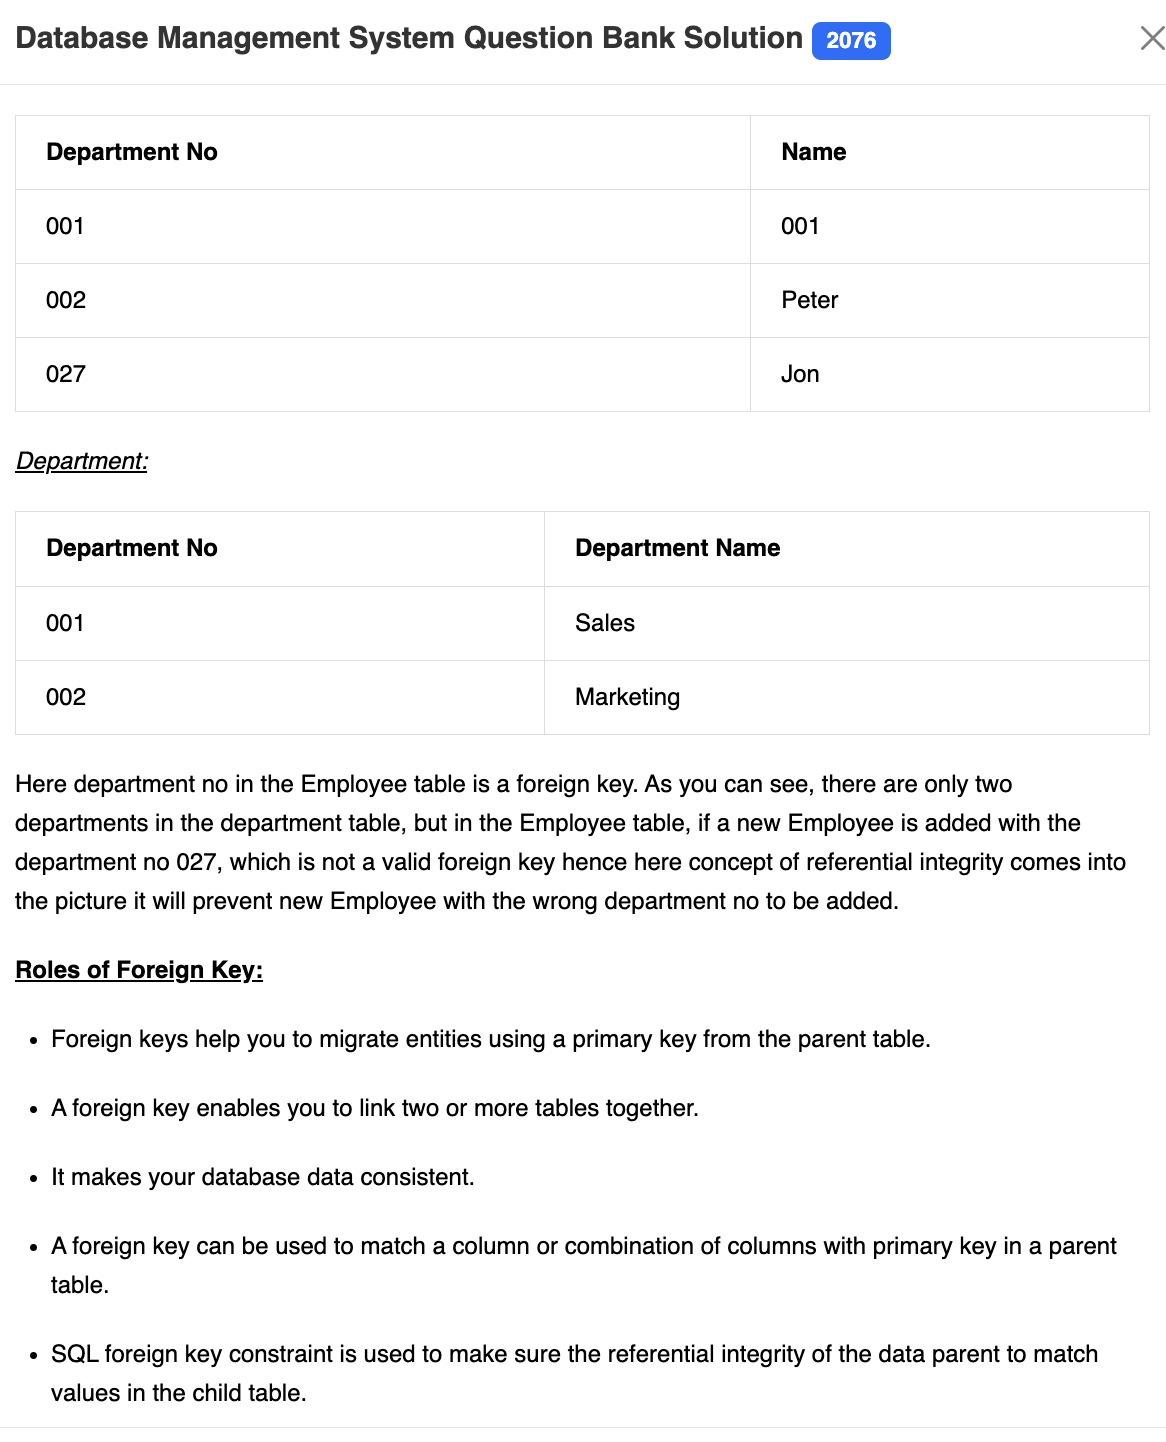 Database Management System Question Bank Solution 2076
Department No Name
001 001
002 Peter
027 Jon
Department:
Department No Department Name
001 Sales
002 Marketing
Here department no in the Employee table is a foreign key. As you can see, there are only two
departments in the department table, but in the Employee table, if a new Employee is added with the
department no 027, which is not a valid foreign key hence here concept of referential integrity comes into
the picture it will prevent new Employee with the wrong department no to be added.
Roles of Foreign Key:
• Foreign keys help you to migrate entities using a primary key from the parent table.
• A foreign key enables you to link two or more tables together.
• It makes your database data consistent.
• A foreign key can be used to match a column or combination of columns with primary key in a parent
table.
• SQL foreign key constraint is used to make sure the referential integrity of the data parent to match
values in the child table.